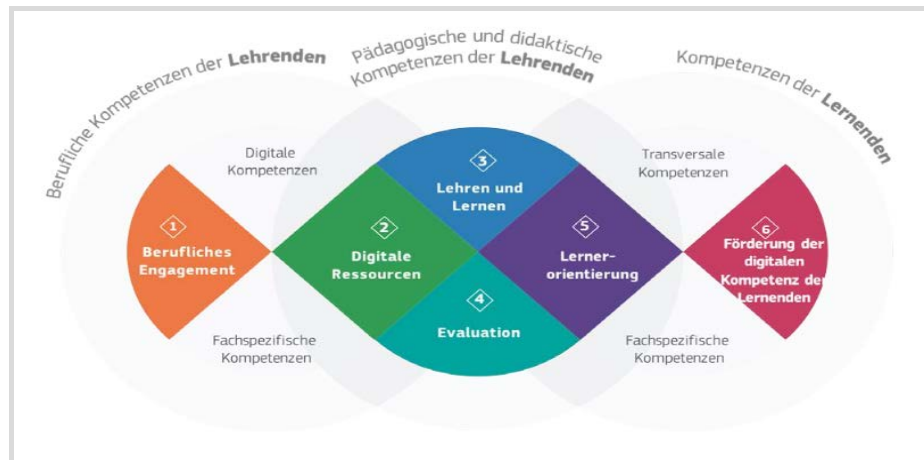 Berufliche Kompetenzen der Lehrenden
Pädagogische und didaktische
Kompetenzen der Lehrenden
Kompetenzen der Lernenden
Digitale
Kompetenzen
Transversale
Kompetenzen
1
Berufliches
Engagement
2
Digitale
Ressourcen
3
Lehren und
Lernen
4
Evaluation
5
Lerner-
orientierung
6
Förderung der
digitalen
Kompetenz der
Lernenden
Fachspezifische
Kompetenzen
Fachspezifische
Kompetenzen